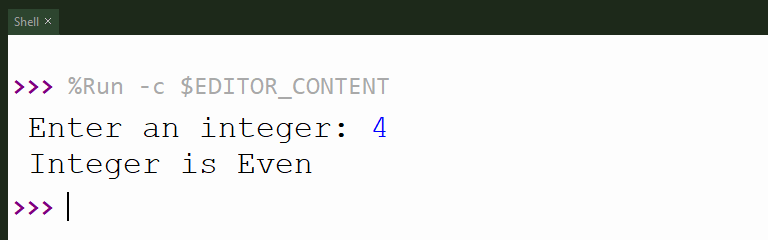 Shell ×
>>> %Run -c $EDITOR_CONTENT
Enter an integer: 4
Integer is Even
>>>